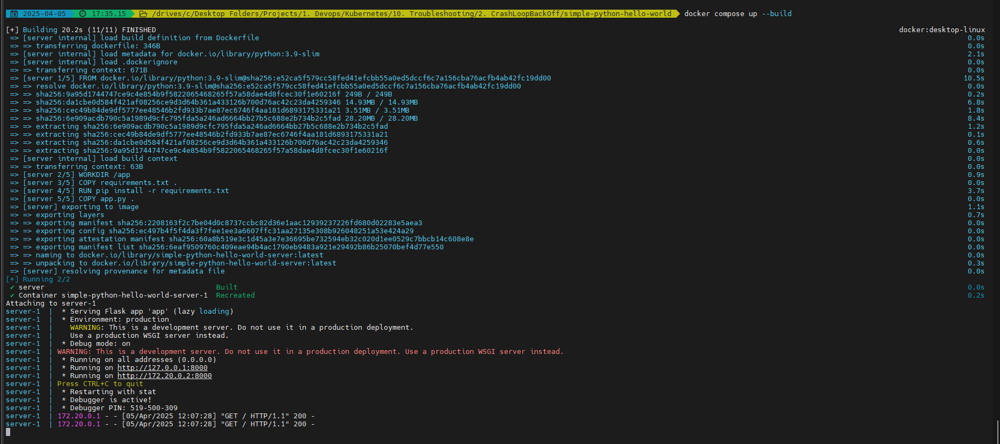 2025-04-05 17:35.15 /drives/c/Desktop Folders/Projects/1. Devops/Kubernetes/10. Troubleshooting/2. CrashLoopBackOff/simple-python-hello-world docker compose up --build
[+] Building 20.2s (11/11) FINISHED docker:desktop-linux
=> [server internal] load build definition from Dockerfile 0.0s
=> => transferring dockerfile: 346B 0.0s
=> [server internal] load metadata for docker.io/library/python:3.9-slim 2.1s
=> [server internal] load .dockerignore 0.0s
=> => transferring context: 671B 0.0s
=> [server 1/5] FROM docker.io/library/python:3.9-slim@sha256:e52ca5f579cc58fed41efcbb55a0ed5dccf6c7a156cba76acfb4ab42fc19dd00 10.5s
=> => resolve docker.io/library/python:3.9-slim@sha256:e52ca5f579cc58fed41efcbb55a0ed5dccf6c7a156cba76acfb4ab42fc19dd00 0.0s
=> => sha256:9a95d1744747ce9c4e854b9f5822065468265f57a58dae4d8fcec30f1e60216f 249B / 249B 0.2s
=> => sha256:da1cbe0d584f421af08256ce9d3d64b361a433126b700d76ac42c23da4259346 14.93MB / 14.93MB 6.8s
=> => sha256:cec49b84de9df5777ee48546b2fd933b7ae87ec6746f4aa181d6893175331a21 3.51MB / 3.51MB 1.8s
=> => sha256:6e909acdb790c5a1989d9cfc795fda5a246ad6664bb27b5c688e2b734b2c5fad 28.20MB / 28.20MB 8.4s
=> => extracting sha256:6e909acdb790c5a1989d9cfc795fda5a246ad6664bb27b5c688e2b734b2c5fad 1.2s
=> => extracting sha256:cec49b84de9df5777ee48546b2fd933b7ae87ec6746f4aa181d6893175331a21 0.1s
=> => extracting sha256:da1cbe0d584f421af08256ce9d3d64b361a433126b700d76ac42c23da4259346 0.6s
=> => extracting sha256:9a95d1744747ce9c4e854b9f5822065468265f57a58dae4d8fcec30f1e60216f 0.0s
=> [server internal] load build context 0.0s
=> => transferring context: 63B 0.0s
=> [server 2/5] WORKDIR /app 0.9s
=> [server 3/5] COPY requirements.txt . 0.0s
=> [server 4/5] RUN pip install -r requirements.txt 3.7s
=> [server 5/5] COPY app.py . 0.0s
=> [server] exporting to image 1.1s
=> => exporting layers 0.7s
=> => exporting manifest sha256:2208163f2c7be04d0c8737ccbc82d36e1aac12939237226fd680d02283e5aea3 0.0s
=> => exporting config sha256:ec497b4f5f4da3f7fee1ee3a6607ffc31aa27135e308b926048251a53e424a29 0.0s
=> => exporting attestation manifest sha256:60a8b519e3c1d45a3e7e36695be732594eb32c020d1ee0529c7bbcb14c608e8e 0.0s
=> => exporting manifest list sha256:6eaf9509760c409eae94b4ac1790eb9483a921e29492b86b25070bef4d77e550 0.0s
=> => naming to docker.io/library/simple-python-hello-world-server:latest 0.0s
=> => unpacking to docker.io/library/simple-python-hello-world-server:latest 0.3s
=> [server] resolving provenance for metadata file 0.0s
[+] Running 2/2
✔ server Built 0.0s
✔ Container simple-python-hello-world-server-1 Recreated 0.2s
Attaching to server-1
server-1 | * Serving Flask app 'app' (lazy loading)
server-1 | * Environment: production
server-1 | WARNING: This is a development server. Do not use it in a production deployment.
server-1 | Use a production WSGI server instead.
server-1 | * Debug mode: on
server-1 | WARNING: This is a development server. Do not use it in a production deployment. Use a production WSGI server instead.
server-1 | * Running on all addresses (0.0.0.0)
server-1 | * Running on http://127.0.0.1:8000
server-1 | * Running on http://172.20.0.2:8000
server-1 | Press CTRL+C to quit
server-1 | * Restarting with stat
server-1 | * Debugger is active!
server-1 | * Debugger PIN: 519-500-309
server-1 | 172.20.0.1 - - [05/Apr/2025 12:07:28] "GET / HTTP/1.1" 200 -
server-1 | 172.20.0.1 - - [05/Apr/2025 12:07:28] "GET / HTTP/1.1" 200 -